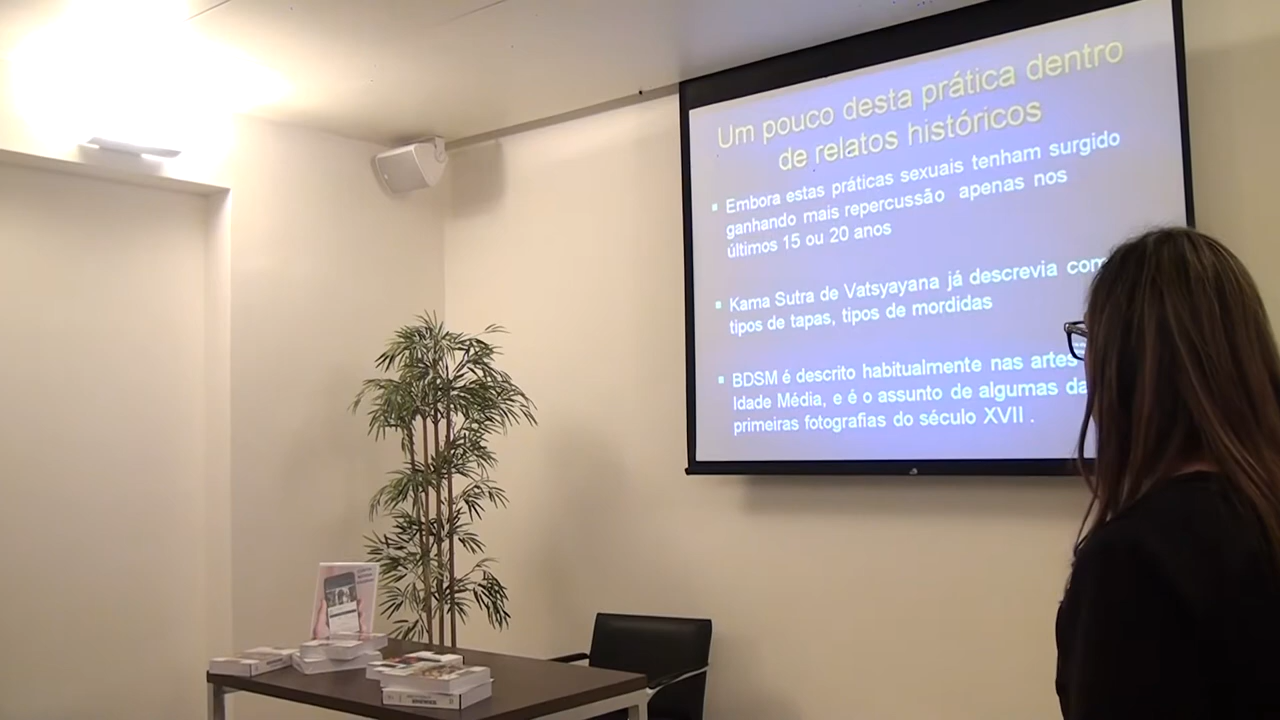 Um pouco desta prática dentro
de relatos históricos
Embora estas práticas sexuais tenham surgido
ganhando mais repercussão apenas nos
últimos 15 ou 20 anos
Kama Sutra de Vatsyayana já descrevia com
tipos de tapas, tipos de mordidas
BDSM é descrito habitualmente nas artes
Idade Média, e é o assunto de algumas da
primeiras fotografias do século XVII .